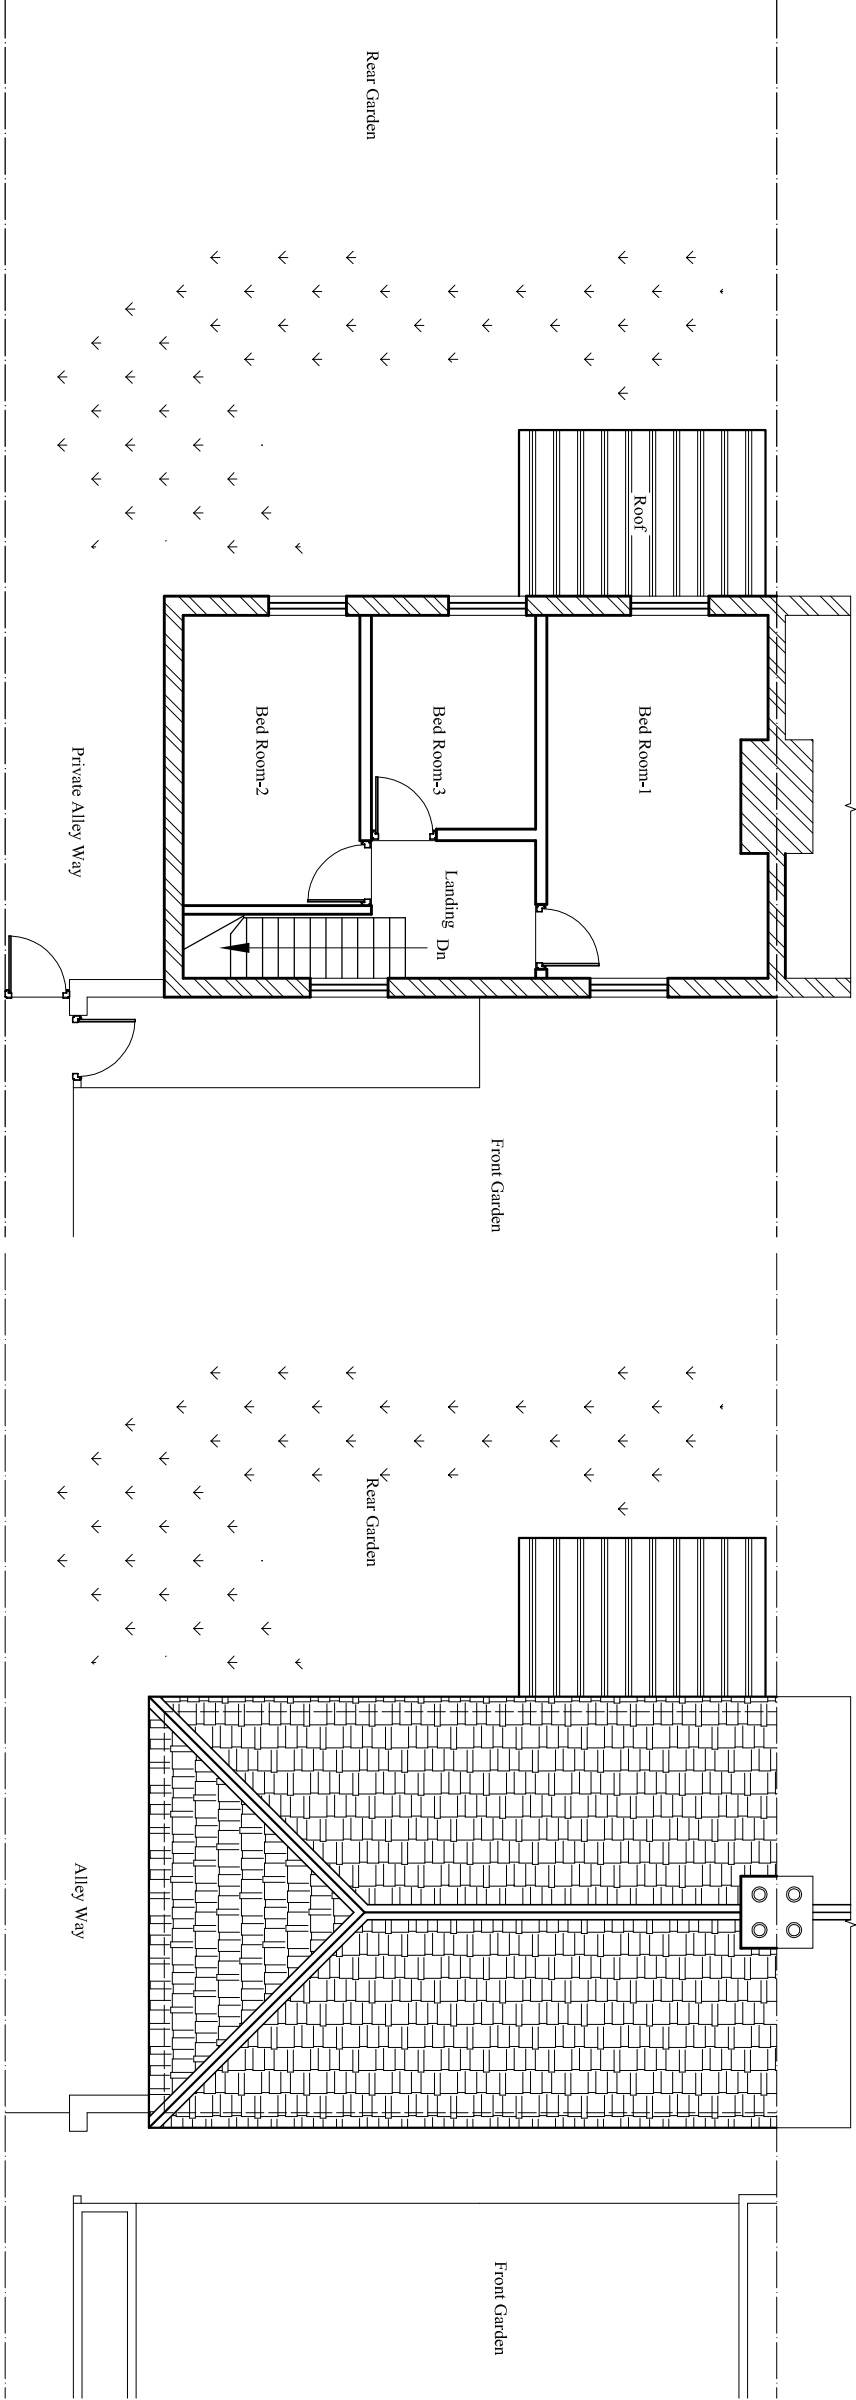 Rear Garden
Roof
Bed Room-1
Bed Room-3
Bed Room-2
Private Alley Way
Landing
Dn
Front Garden
Rear Garden
Alley Way
Front Garden